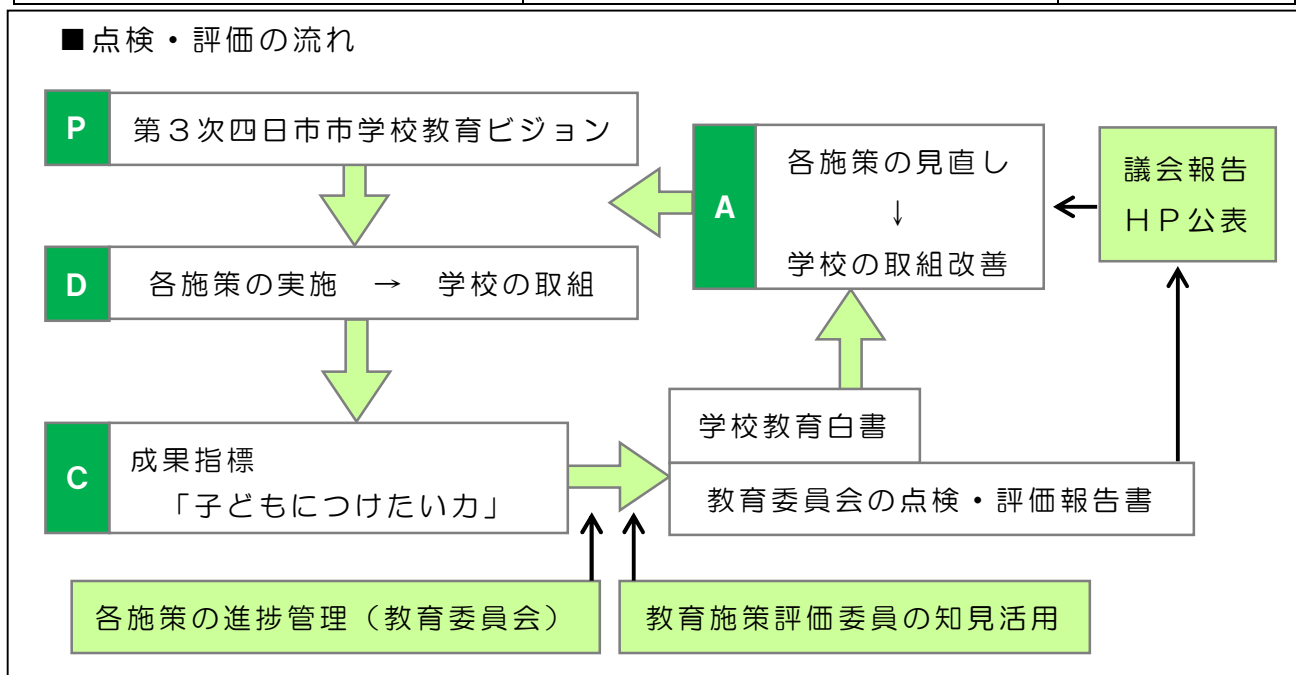 ■点検・評価の流れ
P 第３次四日市市学校教育ビジョン
D 各施策の実施 → 学校の取組
C 成果指標
「子どもにつけたい力」
各施策の進捗管理（教育委員会）
教育施策評価委員の知見活用
学校教育白書
教育委員会の点検・評価報告書
A 各施策の見直し
↓
学校の取組改善
議会報告
ＨＰ公表